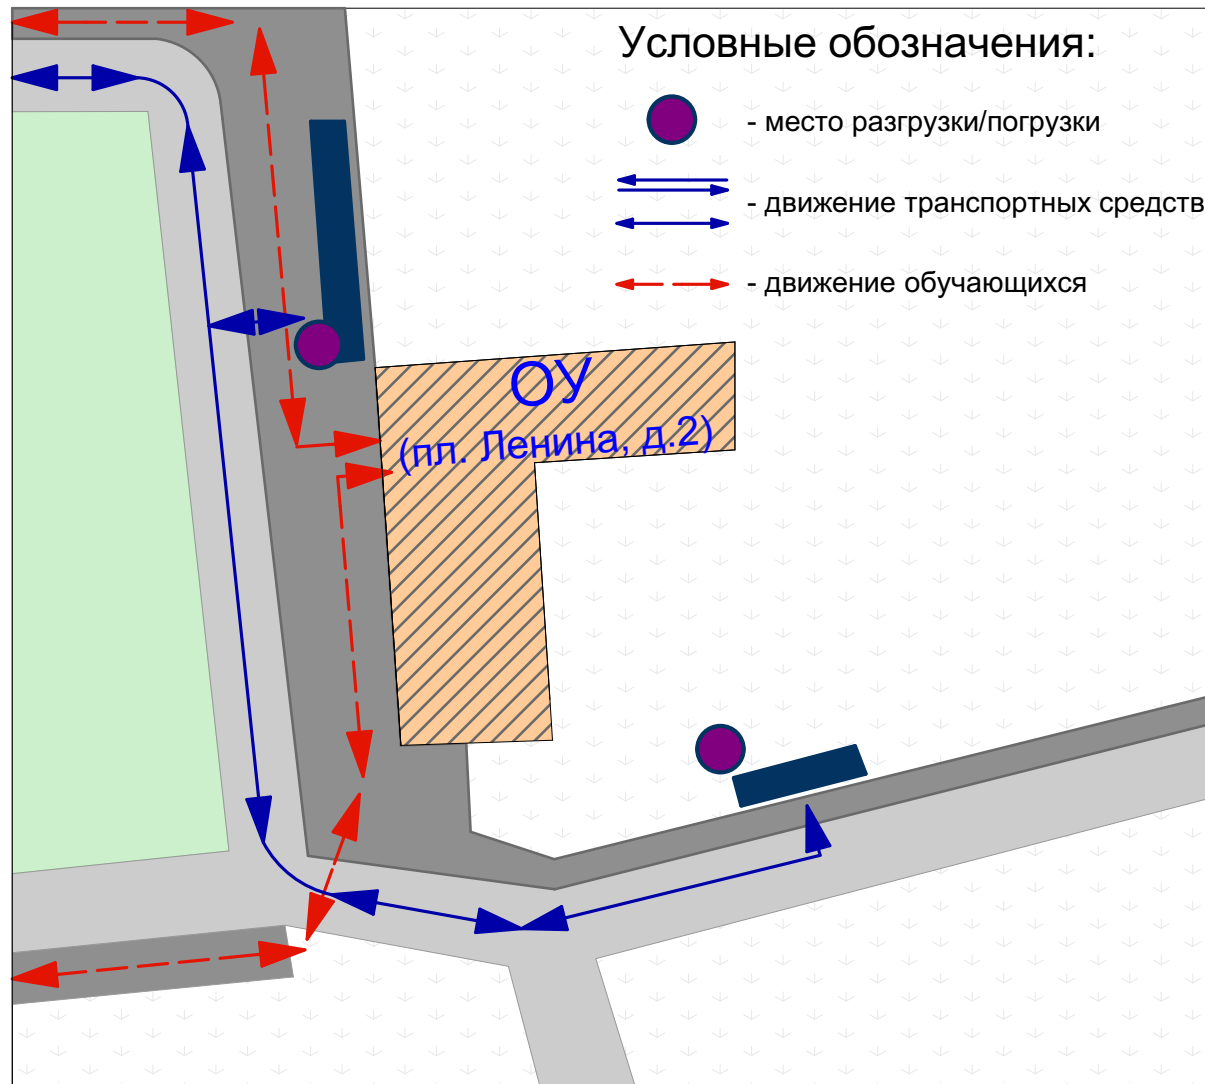 Условные обозначения:
- место разгрузки/погрузки
- движение транспортных средств
- движение обучающихся
ОУ
(пл. Ленина, д.2)